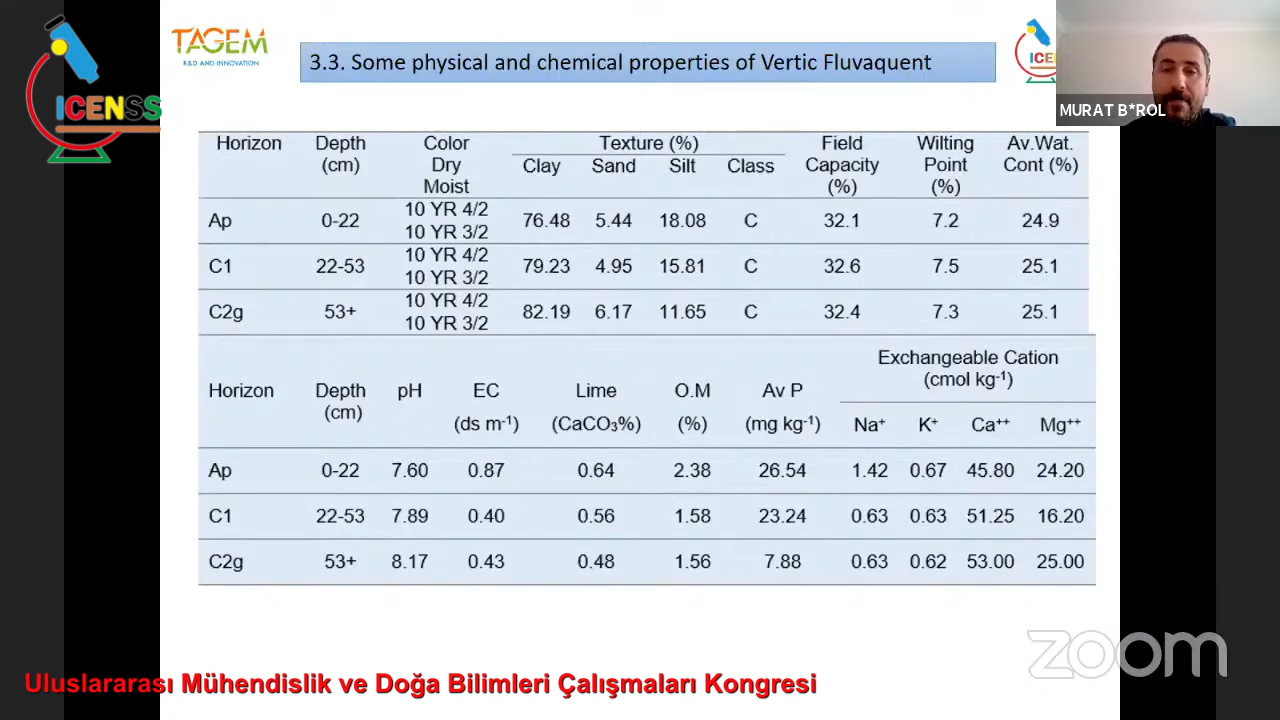 TAGEM
R&D AND INNOVATION
ICENSS
3.3. Some physical and chemical properties of Vertic Fluvaquent
MURAT B*ROL
Horizon Depth (cm) Color Dry Moist Texture (%) Clay Sand Silt Class Field Capacity (%) Wilting Point (%) Av.Wat. Cont (%)
Ap 0-22 10 YR 4/2 10 YR 3/2 76.48 5.44 18.08 C 32.1 7.2 24.9
C1 22-53 10 YR 4/2 10 YR 3/2 79.23 4.95 15.81 C 32.6 7.5 25.1
C2g 53+ 10 YR 4/2 10 YR 3/2 82.19 6.17 11.65 C 32.4 7.3 25.1
Horizon Depth (cm) pH EC (ds m⁻¹) Lime (CaCO₃%) O.M (%) Av P (mg kg⁻¹) Exchangeable Cation (cmol kg⁻¹) Na⁺ K⁺ Ca⁺⁺ Mg⁺⁺
Ap 0-22 7.60 0.87 0.64 2.38 26.54 1.42 0.67 45.80 24.20
C1 22-53 7.89 0.40 0.56 1.58 23.24 0.63 0.63 51.25 16.20
C2g 53+ 8.17 0.43 0.48 1.56 7.88 0.63 0.62 53.00 25.00
zoom
Uluslararası Mühendislik ve Doğa Bilimleri Çalışmaları Kongresi